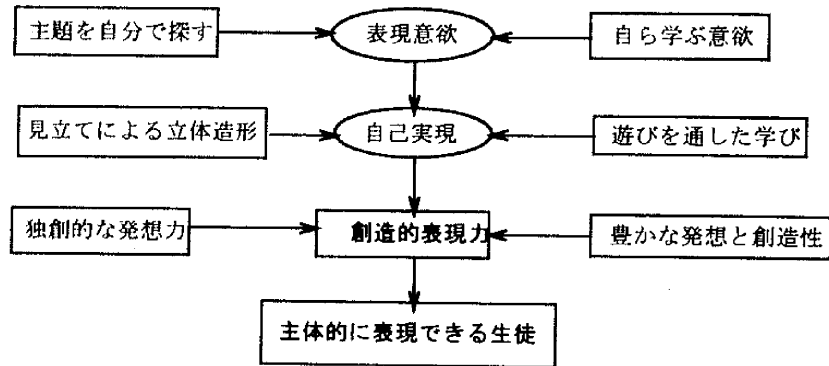 主題を自分で探す
表現意欲
自ら学ぶ意欲
見立てによる立体造形
自己実現
遊びを通した学び
独創的な発想力
創造的表現力
豊かな発想と創造性
主体的に表現できる生徒